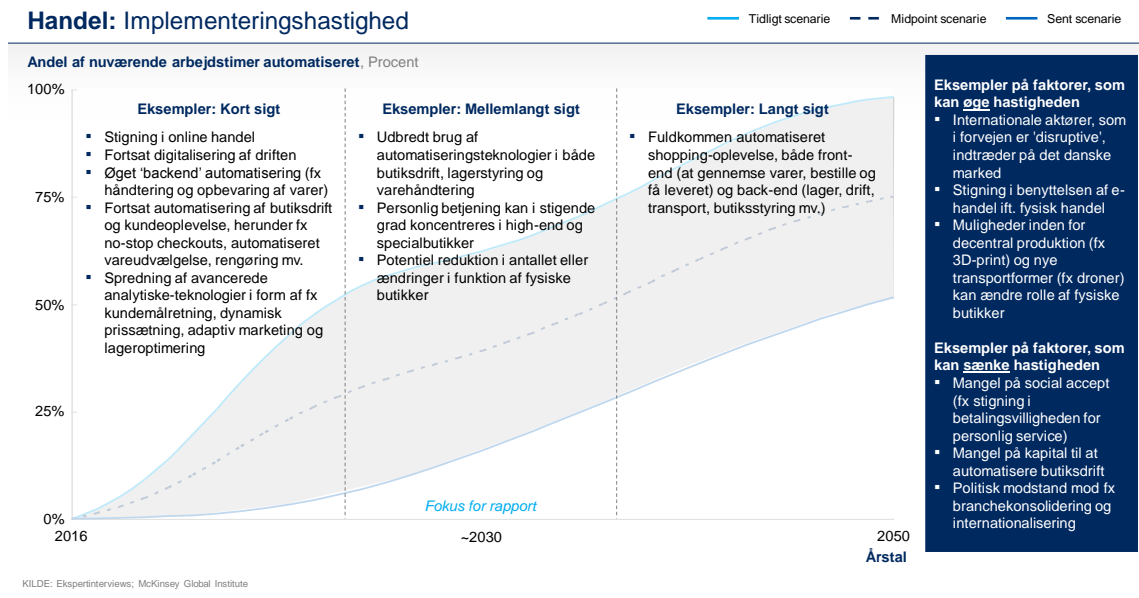 Handel: Implementeringshastighed
Tidligt scenarie
Midpoint scenarie
Sent scenarie
Andel af nuværende arbejdstimer automatiseret, Procent
100%
75%
50%
25%
0%
Eksempler: Kort sigt
▪ Stigning i online handel
▪ Fortsat digitalisering af driften
▪ Øget ‘backend’ automatisering (fx
håndtering og opbevaring af varer)
▪ Fortsat automatisering af butiksdrift
og kundeoplevelse, herunder fx
no-stop checkouts, automatiseret
vareudvælgelse, rengøring mv.
▪ Spredning af avancerede
analytiske-teknologier i form af fx
kundemålretning, dynamisk
prissætning, adaptiv marketing og
lageroptimering
Eksempler: Mellemlangt sigt
▪ Udbredt brug af
automatiseringsteknologier i både
butiksdrift, lagerstyring og
varehåndtering
▪ Personlig betjening kan i stigende
grad koncentreres i high-end og
specialbutikker
▪ Potentiel reduktion i antallet eller
ændringer i funktion af fysiske
butikker
Eksempler: Langt sigt
▪ Fuldkommen automatiseret
shopping-oplevelse, både front-
end (at gennemse varer, bestille og
få leveret) og back-end (lager, drift,
transport, butiksstyring mv.)
Fokus for rapport
2016
~2030
2050
Årstal
Eksempler på faktorer, som
kan øge hastigheden
▪ Internationale aktører, som
i forvejen er ’disruptive’,
indtræder på det danske
marked
▪ Stigning i benyttelsen af e-
handel ift. fysisk handel
▪ Muligheder inden for
decentral produktion (fx
3D-print) og nye
transportformer (fx droner)
kan ændre rolle af fysiske
butikker
Eksempler på faktorer, som
kan sænke hastigheden
▪ Mangel på social accept
(fx stigning i
betalingsvilligheden for
personlig service)
▪ Mangel på kapital til at
automatisere butiksdrift
▪ Politisk modstand mod fx
branchekonsolidering og
internationalisering
KILDE: Ekspertinterviews; McKinsey Global Institute